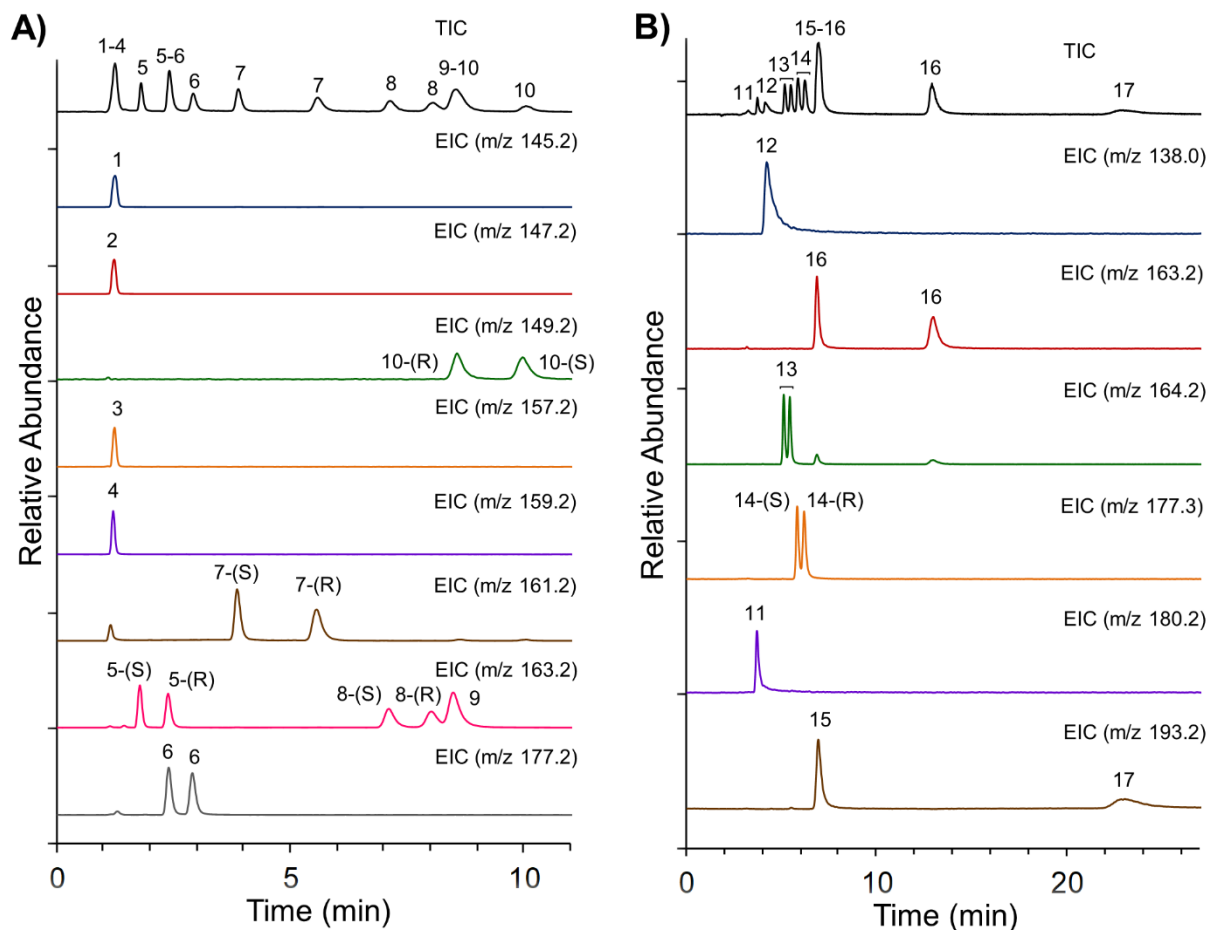 A)
TIC
1-4
5
5-6
6
7
7
8
8
9-10
10
EIC (m/z 145.2)
1
EIC (m/z 147.2)
2
EIC (m/z 149.2)
10-(R)
10-(S)
EIC (m/z 157.2)
3
EIC (m/z 159.2)
4
EIC (m/z 161.2)
7-(S)
7-(R)
EIC (m/z 163.2)
5-(S)
5-(R)
8-(S)
8-(R)
9
EIC (m/z 177.2)
6
6
Relative Abundance
0
5
10
Time (min)
B)
TIC
11
12
13
14
15-16
16
17
EIC (m/z 138.0)
12
EIC (m/z 163.2)
16
16
EIC (m/z 164.2)
13
EIC (m/z 177.3)
14-(S)
14-(R)
EIC (m/z 180.2)
11
EIC (m/z 193.2)
15
17
Relative Abundance
0
10
20
Time (min)